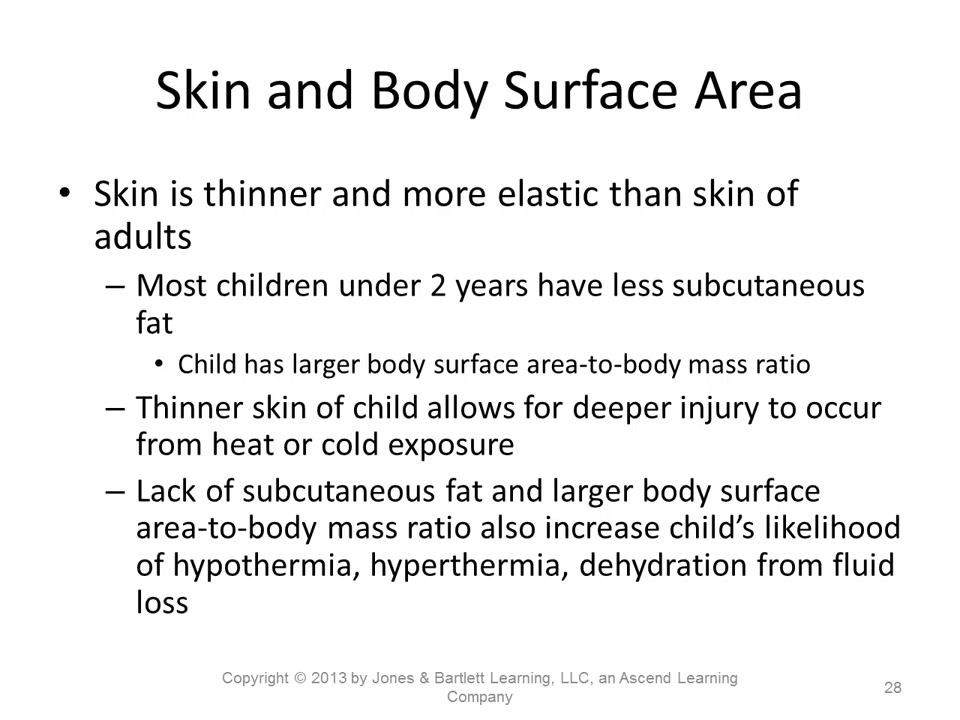 Skin and Body Surface Area
• Skin is thinner and more elastic than skin of
adults
– Most children under 2 years have less subcutaneous
fat
• Child has larger body surface area-to-body mass ratio
– Thinner skin of child allows for deeper injury to occur
from heat or cold exposure
– Lack of subcutaneous fat and larger body surface
area-to-body mass ratio also increase child’s likelihood
of hypothermia, hyperthermia, dehydration from fluid
loss
Copyright © 2013 by Jones & Bartlett Learning, LLC, an Ascend Learning
Company
28